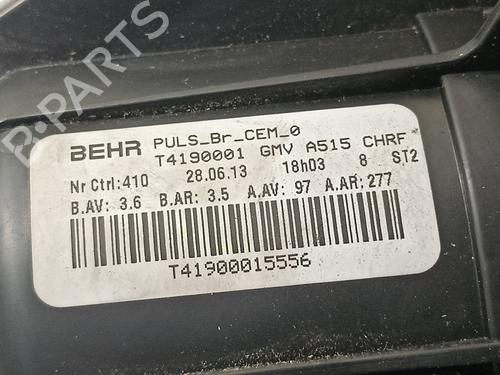 BEHR PULS_Br_CEM_0
T4190001 GMV A515 CHRF
Nr Ctrl:410 28.06.13 18h03 8 ST2
B.AV: 3.6 B.AR: 3.5 A.AV: 97 A.AR: 277
T41900015556
B-PARTS